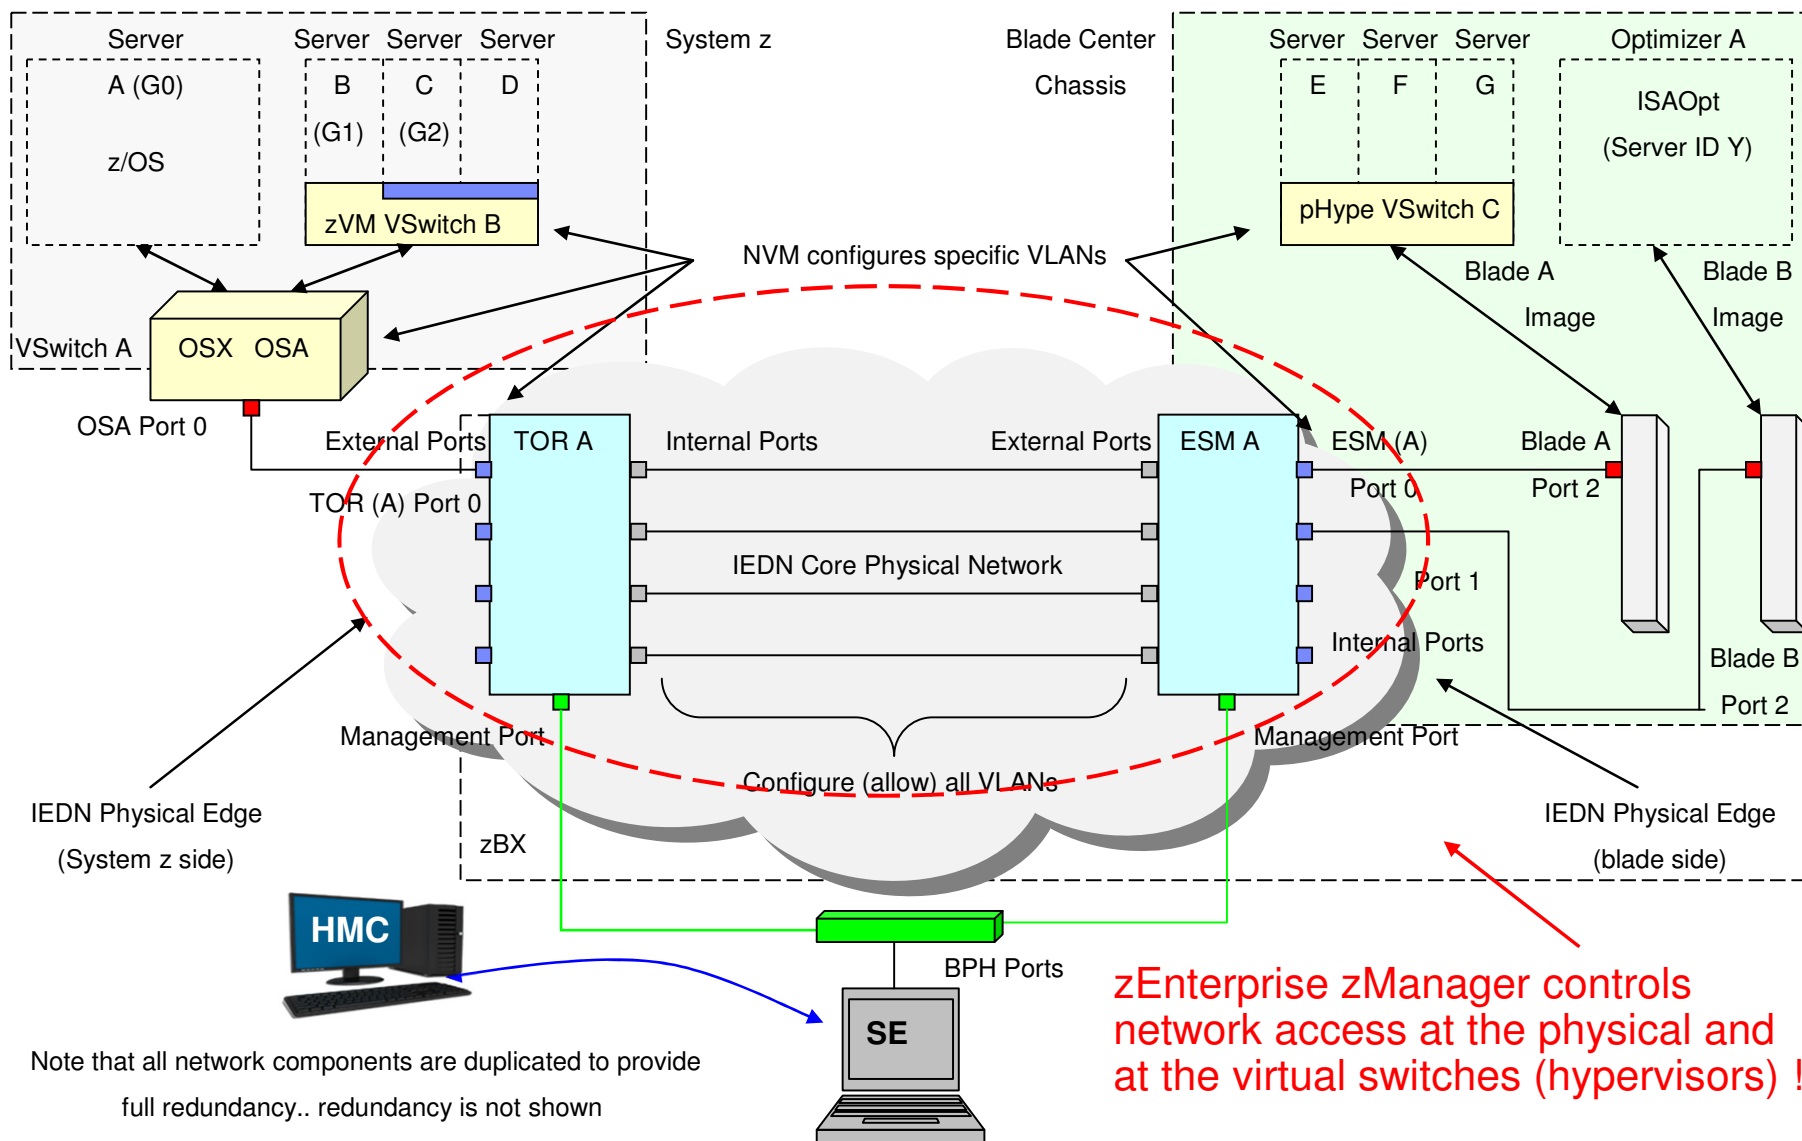 Server
Server
Server
Server
System z
Blade Center
Chassis
Server
Server
Server
Optimizer A
A (G0)
B
C
D
(G1)
(G2)
z/OS
E
F
G
ISAOpt
(Server ID Y)
zVM VSwitch B
pHype VSwitch C
NVM configures specific VLANs
Blade A
Image
Blade B
Image
VSwitch A
OSX OSA
OSA Port 0
External Ports
TOR A
Internal Ports
External Ports
ESM A
ESM (A)
Port 0
Blade A
Port 2
TOR (A) Port 0
IEDN Core Physical Network
Port 1
Internal Ports
Blade B
Port 2
Management Port
Management Port
Configure (allow) all VLANs
IEDN Physical Edge
(System z side)
zBX
IEDN Physical Edge
(blade side)
HMC
BPH Ports
SE
zEnterprise zManager controls
network access at the physical and
at the virtual switches (hypervisors) !
Note that all network components are duplicated to provide
full redundancy.. redundancy is not shown